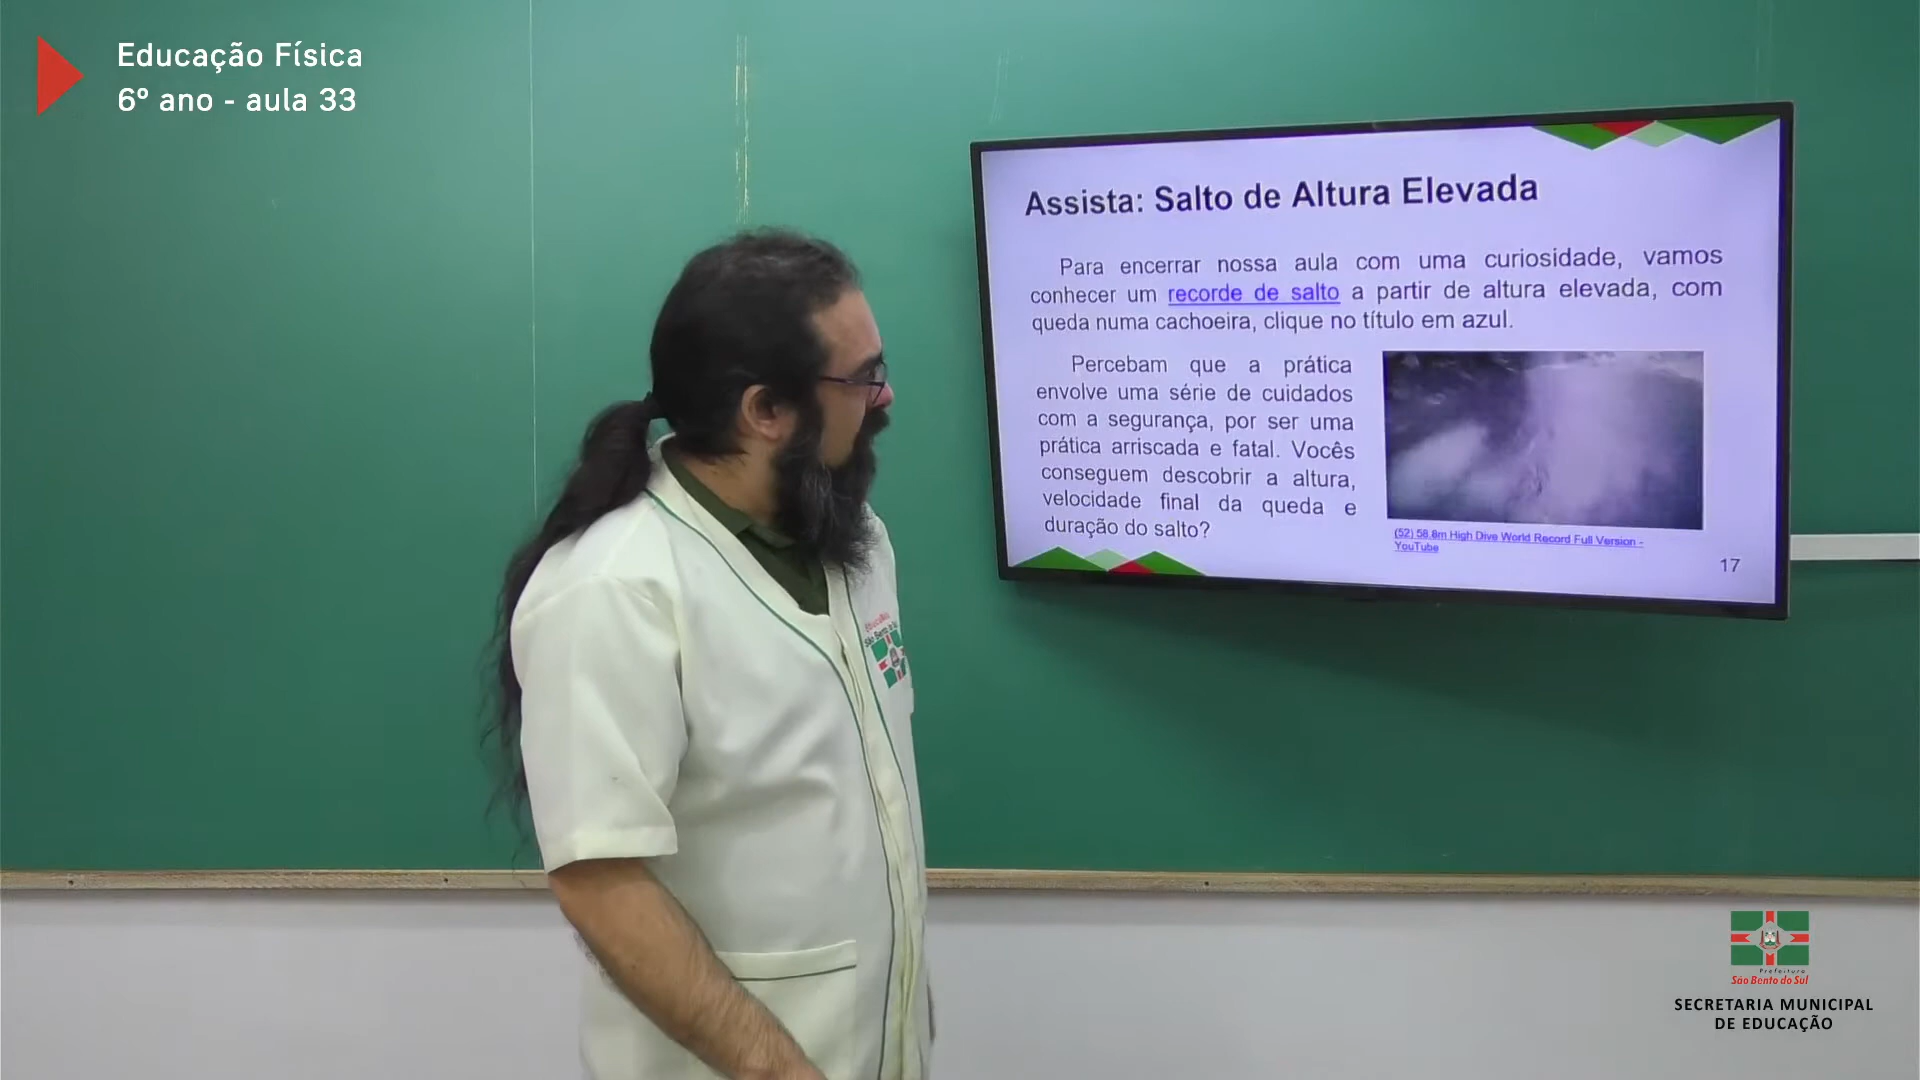 Educação Física
6º ano - aula 33
Assista: Salto de Altura Elevada
Para encerrar nossa aula com uma curiosidade, vamos
conhecer um recorde de salto a partir de altura elevada, com
queda numa cachoeira, clique no título em azul.
Percebam que a prática
envolve uma série de cuidados
com a segurança, por ser uma
prática arriscada e fatal. Vocês
conseguem descobrir a altura,
velocidade final da queda e
duração do salto?
(52) 58.8m High Dive World Record Full Version -
YouTube
17
São Bento do
Prefeitura
São Bento do Sul
SECRETARIA MUNICIPAL
DE EDUCAÇÃO